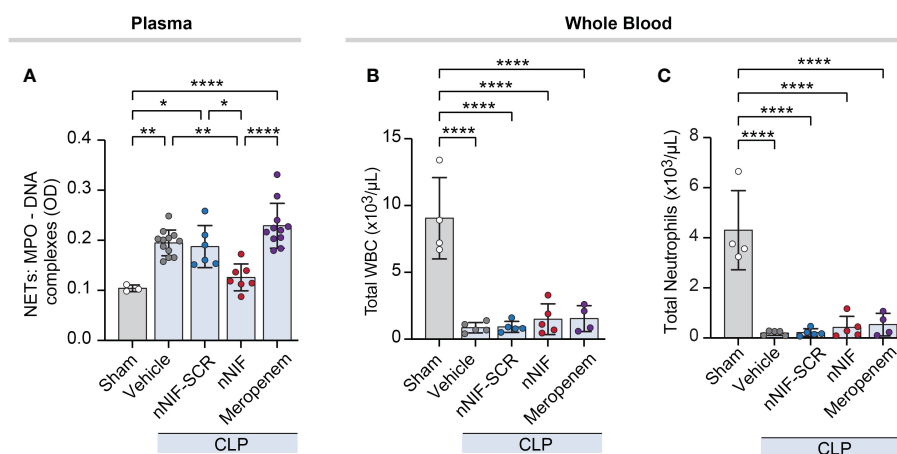 Plasma
Whole Blood
A
B
C
****
*
*
**
**
****
NETs: MPO - DNA
complexes (OD)
0.4
0.3
0.2
0.1
0.0
Sham
Vehicle
nNIF-SCR
nNIF
Meropenem
CLP
****
****
****
****
Total WBC (x10³/µL)
15
10
5
0
Sham
Vehicle
nNIF-SCR
nNIF
Meropenem
CLP
****
****
****
****
Total Neutrophils (x10³/µL)
8
6
4
2
0
Sham
Vehicle
nNIF-SCR
nNIF
Meropenem
CLP